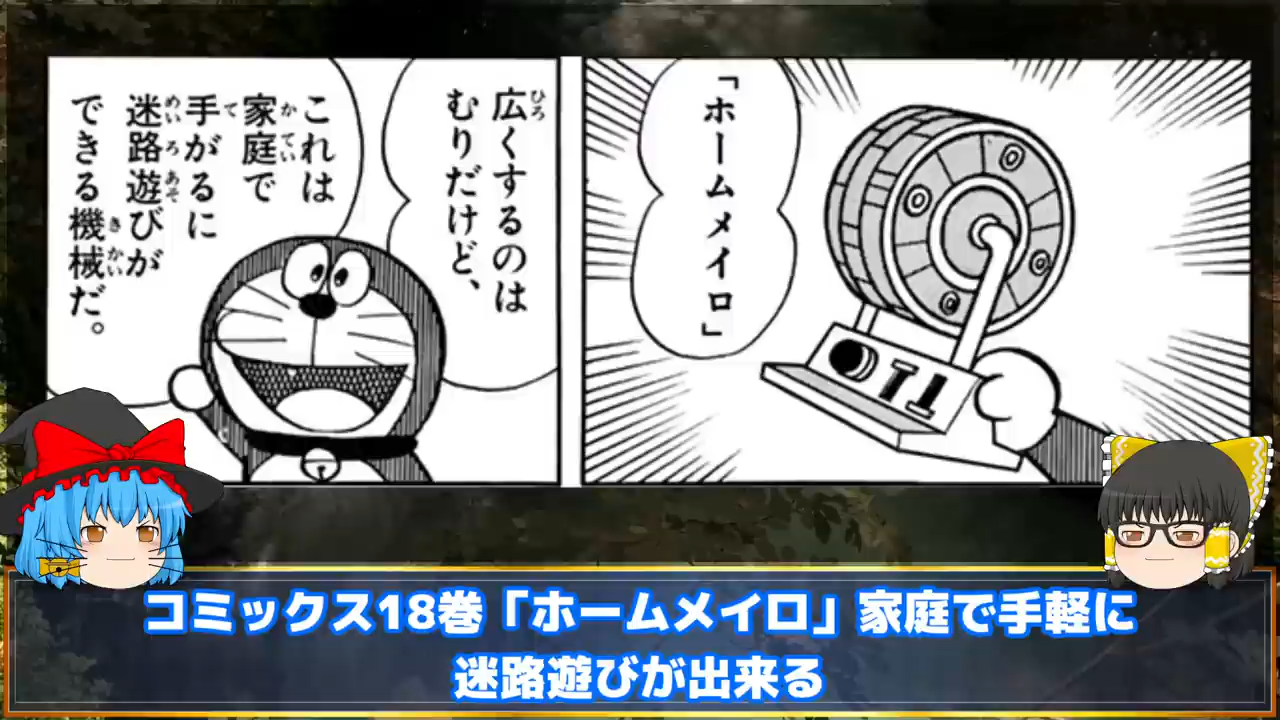 「ホームメイロ」
広くするのは
むりだけど、
これは
家庭で
手がるに
迷路遊びが
できる機械だ。
コミックス18巻「ホームメイロ」家庭で手軽に
迷路遊びが出来る